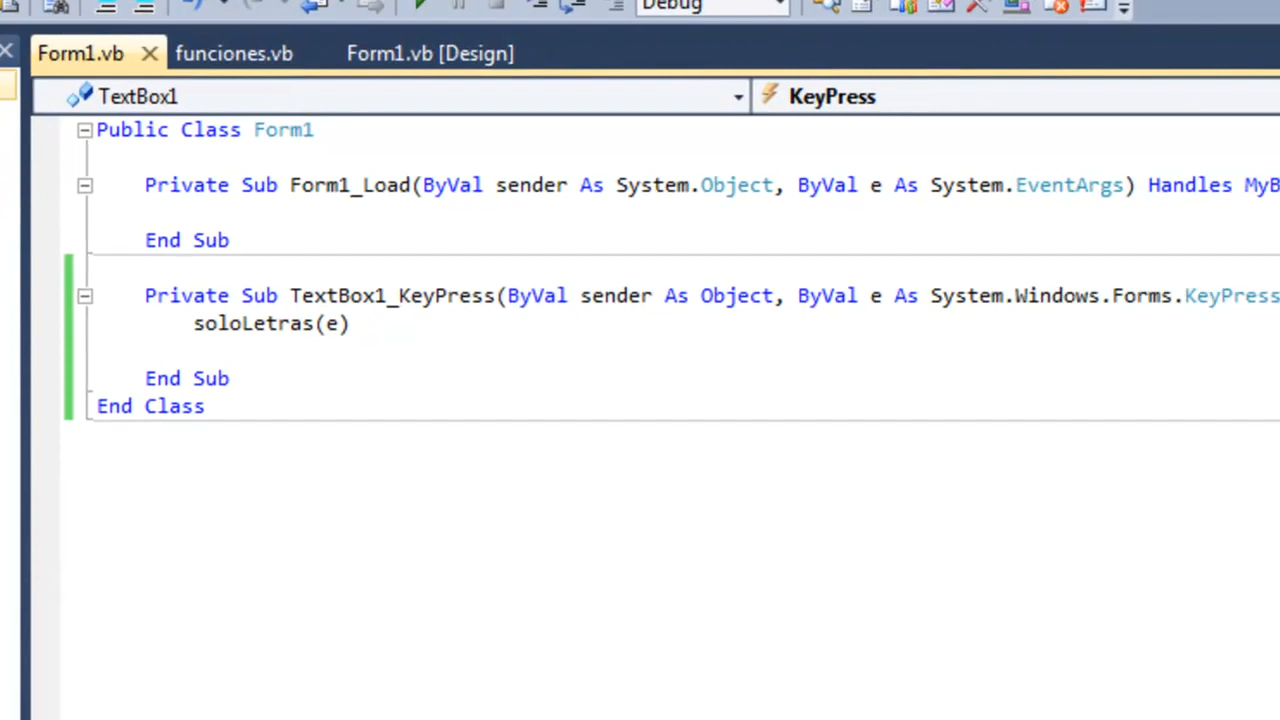 Debug
Form1.vb funciones.vb Form1.vb [Design]
TextBox1 KeyPress
Public Class Form1
Private Sub Form1_Load(ByVal sender As System.Object, ByVal e As System.EventArgs) Handles MyB
End Sub
Private Sub TextBox1_KeyPress(ByVal sender As Object, ByVal e As System.Windows.Forms.KeyPress
soloLetras(e)
End Sub
End Class